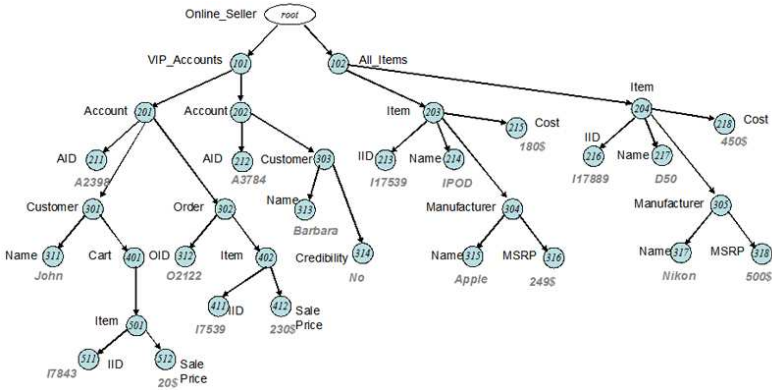 Online_Seller root
VIP_Accounts 101 102 All_Items
Account 201 Account 202 Item 203 Item 204
215 Cost 180$ 218 Cost 450$
AID 211 A2398 AID 212 A3784 Customer 303 IID 213 I17539 Name 214 IPOD IID 216 I17889 Name 217 D50
Customer 301 Order 302 Name 313 Barbara Manufacturer 304 Manufacturer 305
Name 311 John Cart 401 OID 312 O2122 Item 402 Credibility 314 No Name 315 Apple MSRP 316 249$ Name 317 Nikon MSRP 318 500$
Item 501 411 IID I7539 412 Sale Price 230$
511 IID I7843 512 Sale Price 20$